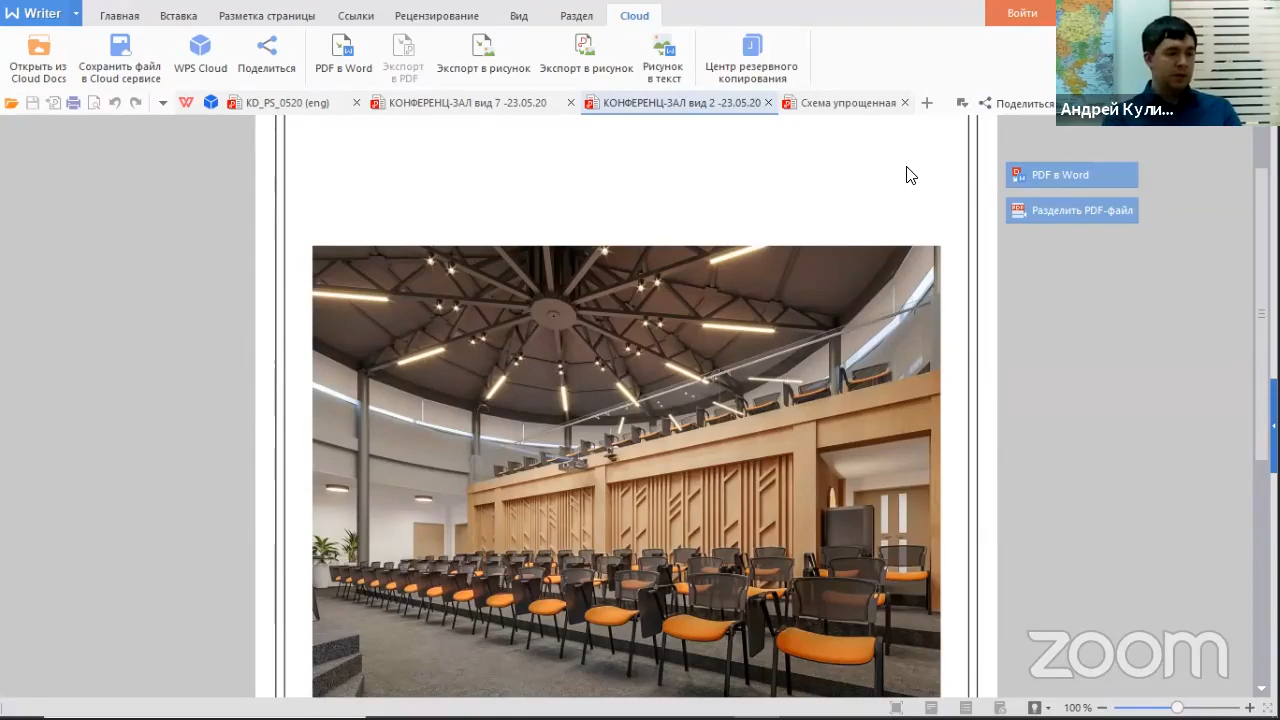 Writer Главная Вставка Разметка страницы Ссылки Рецензирование Вид Раздел Cloud Войти
Открыть из Cloud Docs
Сохранить файл в Cloud сервисе
WPS Cloud
Поделиться
PDF в Word
Экспорт в PDF
Экспорт в рисунок
Экспорт в рисунок
Рисунок в текст
Центр резервного копирования
KD_PS_0520 (eng) КОНФЕРЕНЦ-ЗАЛ вид 7 -23.05.20 КОНФЕРЕНЦ-ЗАЛ вид 2 -23.05.20 Схема упрощенная Поделиться
Андрей Кули...
PDF в Word
Разделить PDF-файл
zoom
100 %